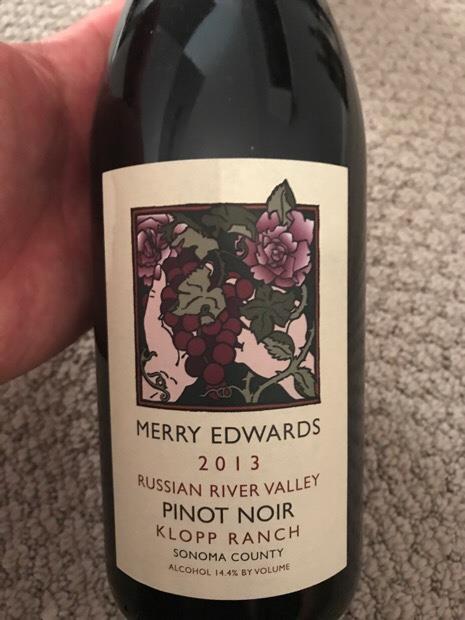 MERRY EDWARDS
2013
RUSSIAN RIVER VALLEY
PINOT NOIR
KLOPP RANCH
SONOMA COUNTY
ALCOHOL 14.4% BY VOLUME